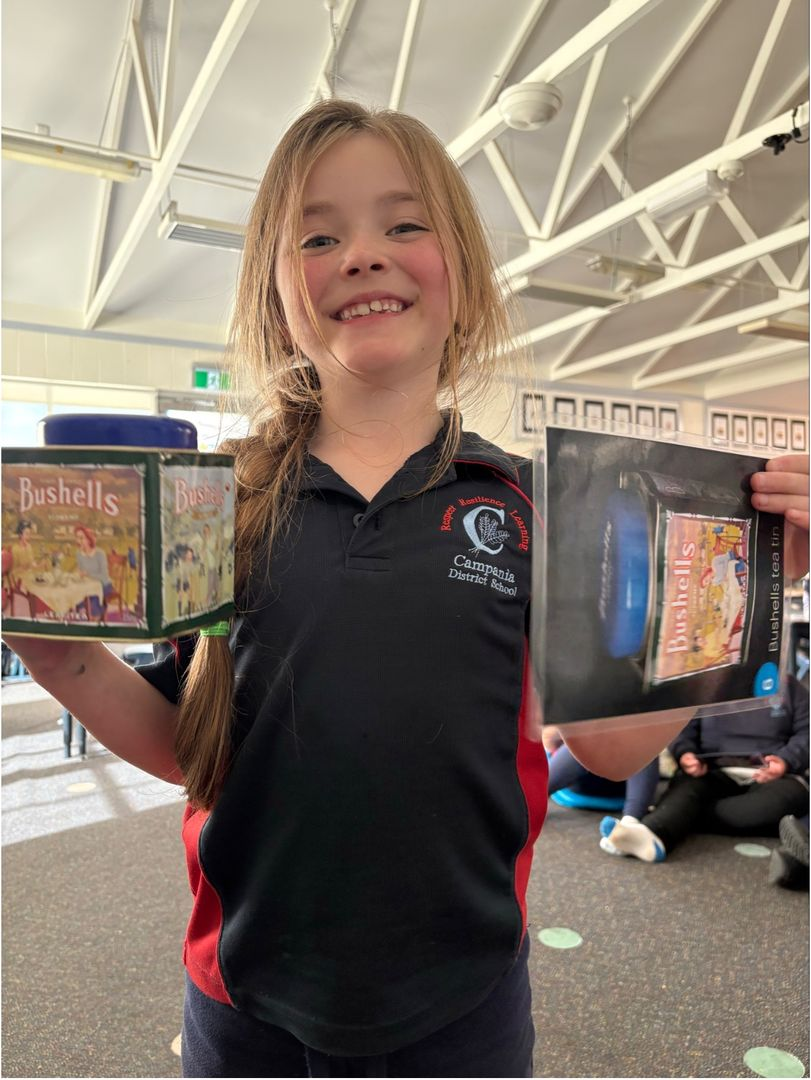 Bushells
Bushells
Respect Resilience Learning
C
Campania
District School
Bushells
Bushells tea tin